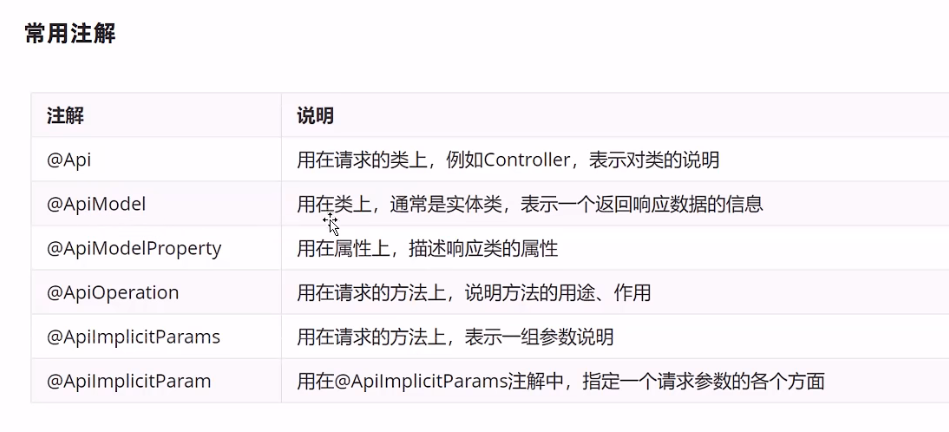 常用注解
注解 说明
@Api 用在请求的类上，例如Controller，表示对类的说明
@ApiModel 用在类上，通常是实体类，表示一个返回响应数据的信息
@ApiModelProperty 用在属性上，描述响应类的属性
@ApiOperation 用在请求的方法上，说明方法的用途、作用
@ApiImplicitParams 用在请求的方法上，表示一组参数说明
@ApiImplicitParam 用在@ApiImplicitParams注解中，指定一个请求参数的各个方面